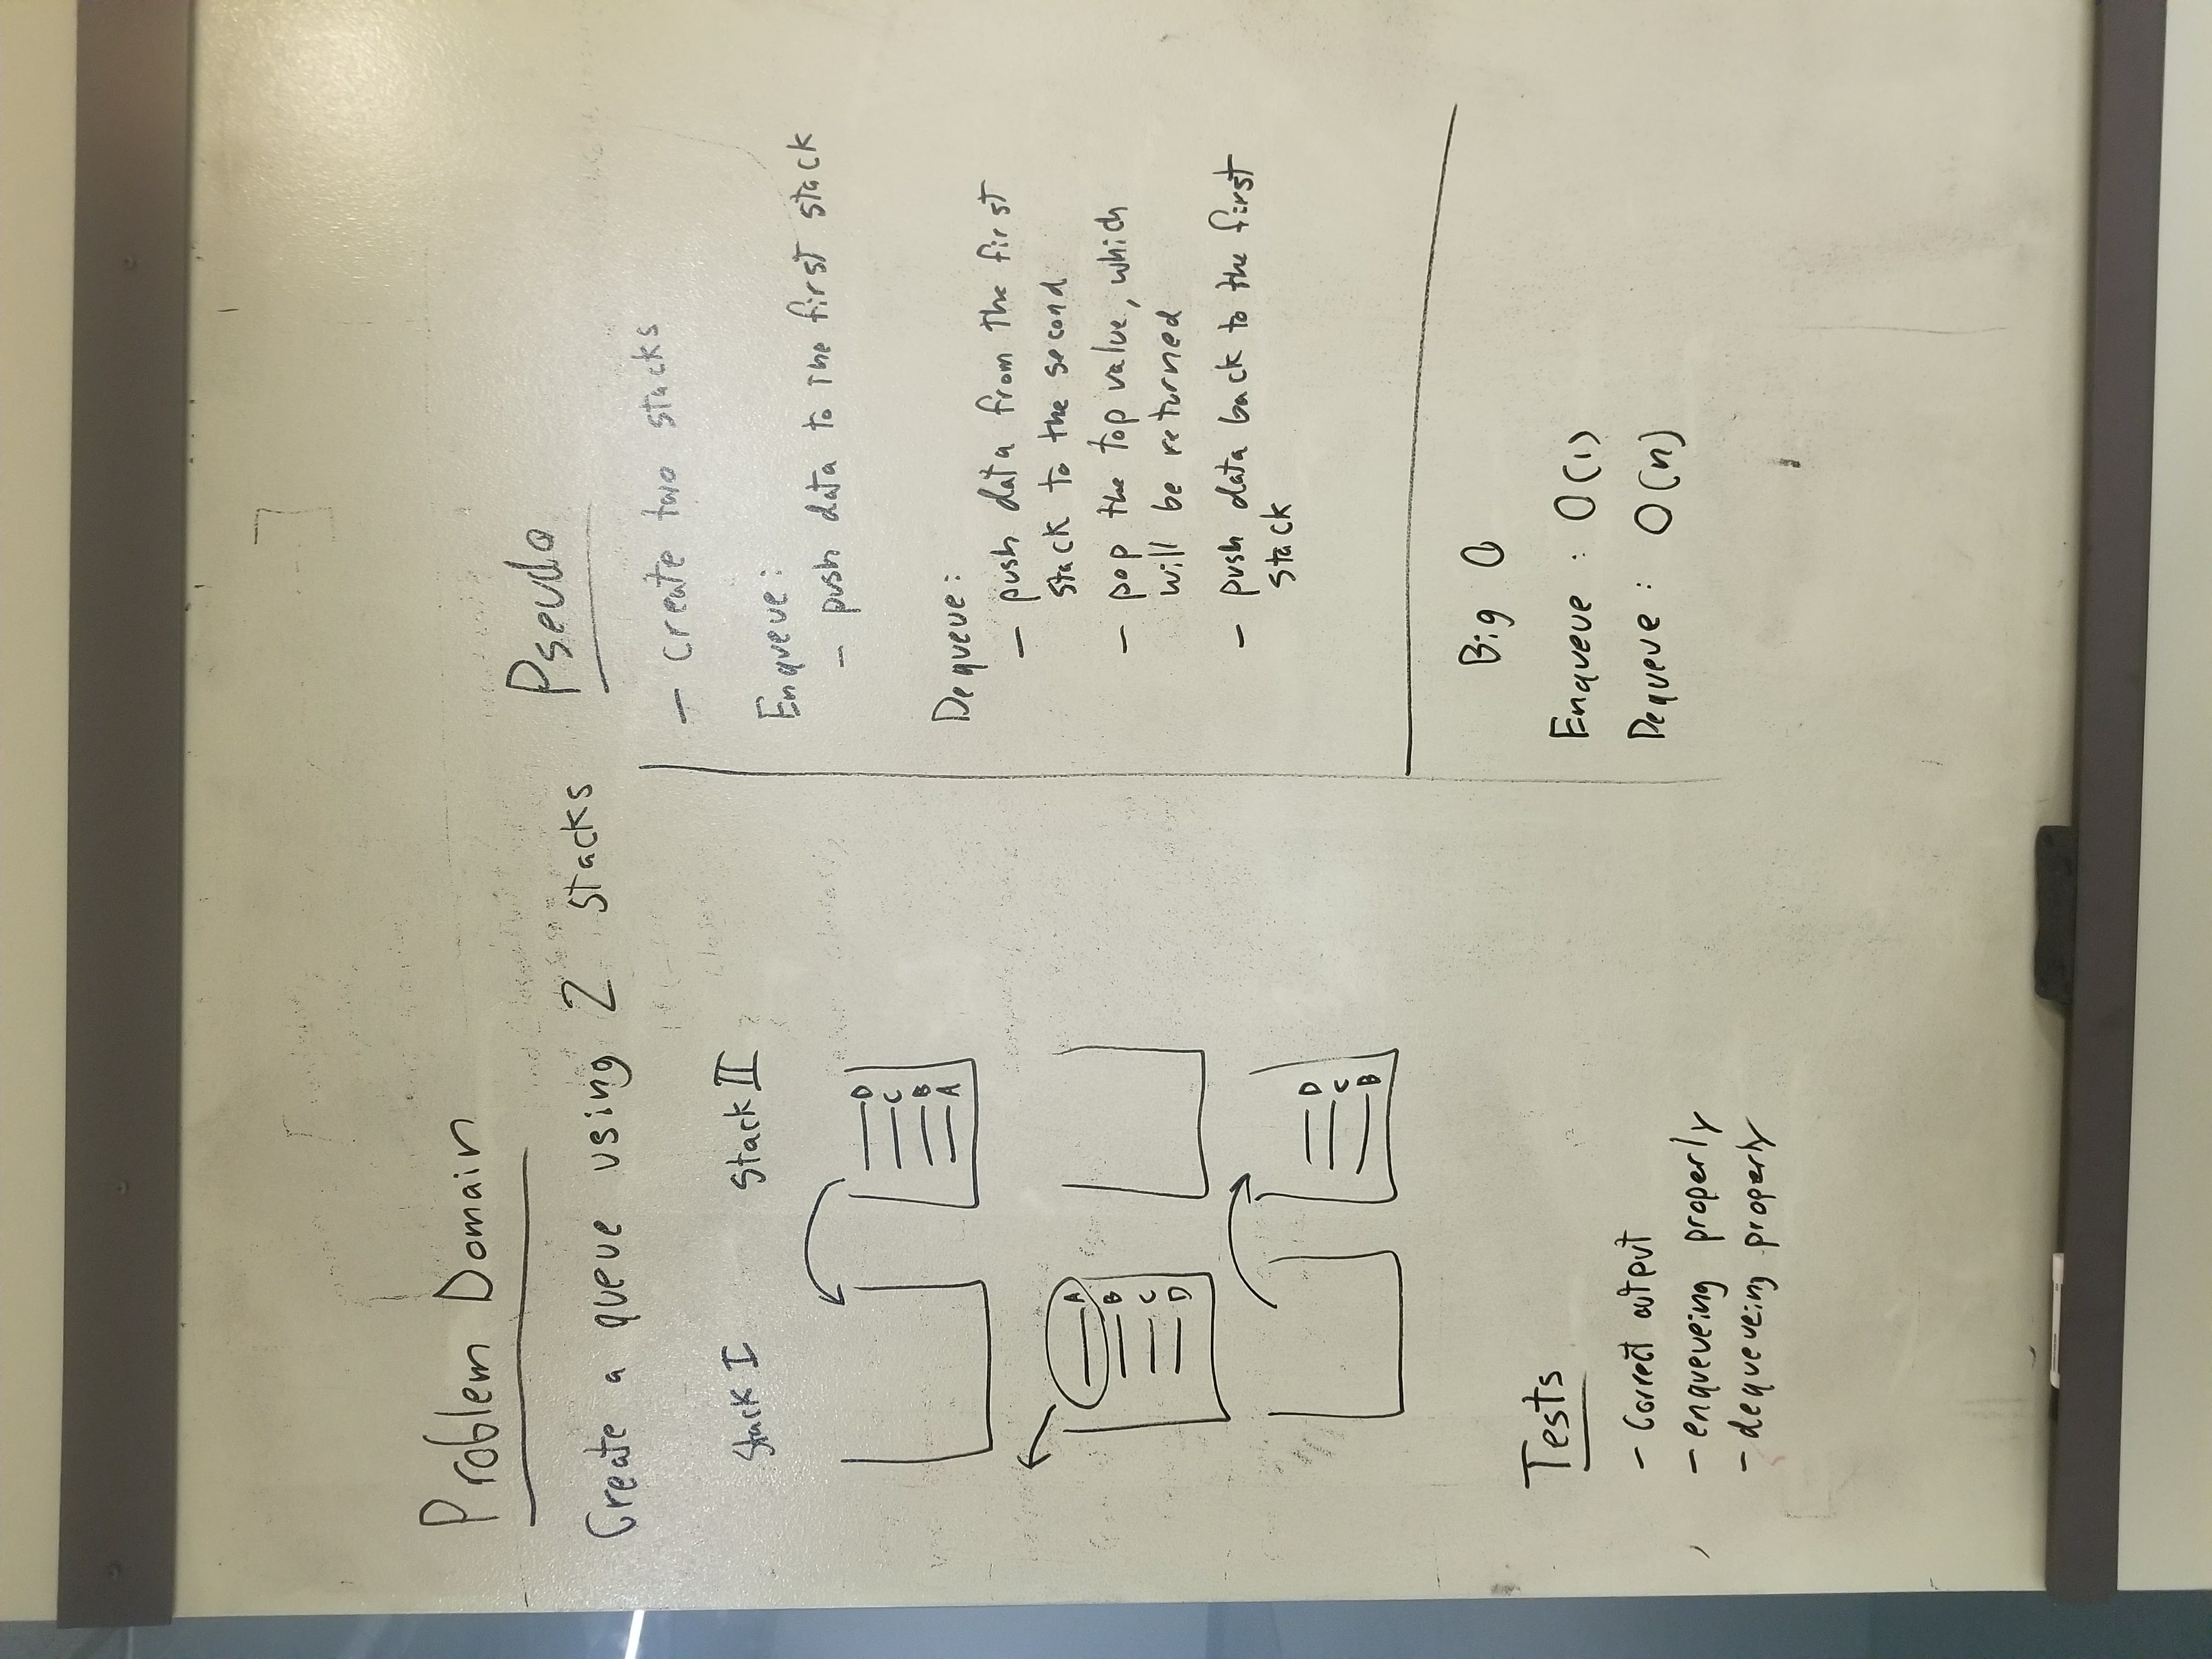 Problem Domain
Create a queue using 2 stacks
Stack I
Stack II
D
C
B
A
A
B
C
D
D
C
B
Tests
- Correct output
- enqueueing properly
- dequeueing properly
Pseudo
- Create two stacks
Enqueue:
- push data to the first stack
Dequeue:
- push data from the first
stack to the second
- pop the top value, which
will be returned
- push data back to the first
stack
Big O
Enqueue : O(1)
Dequeue : O(n)